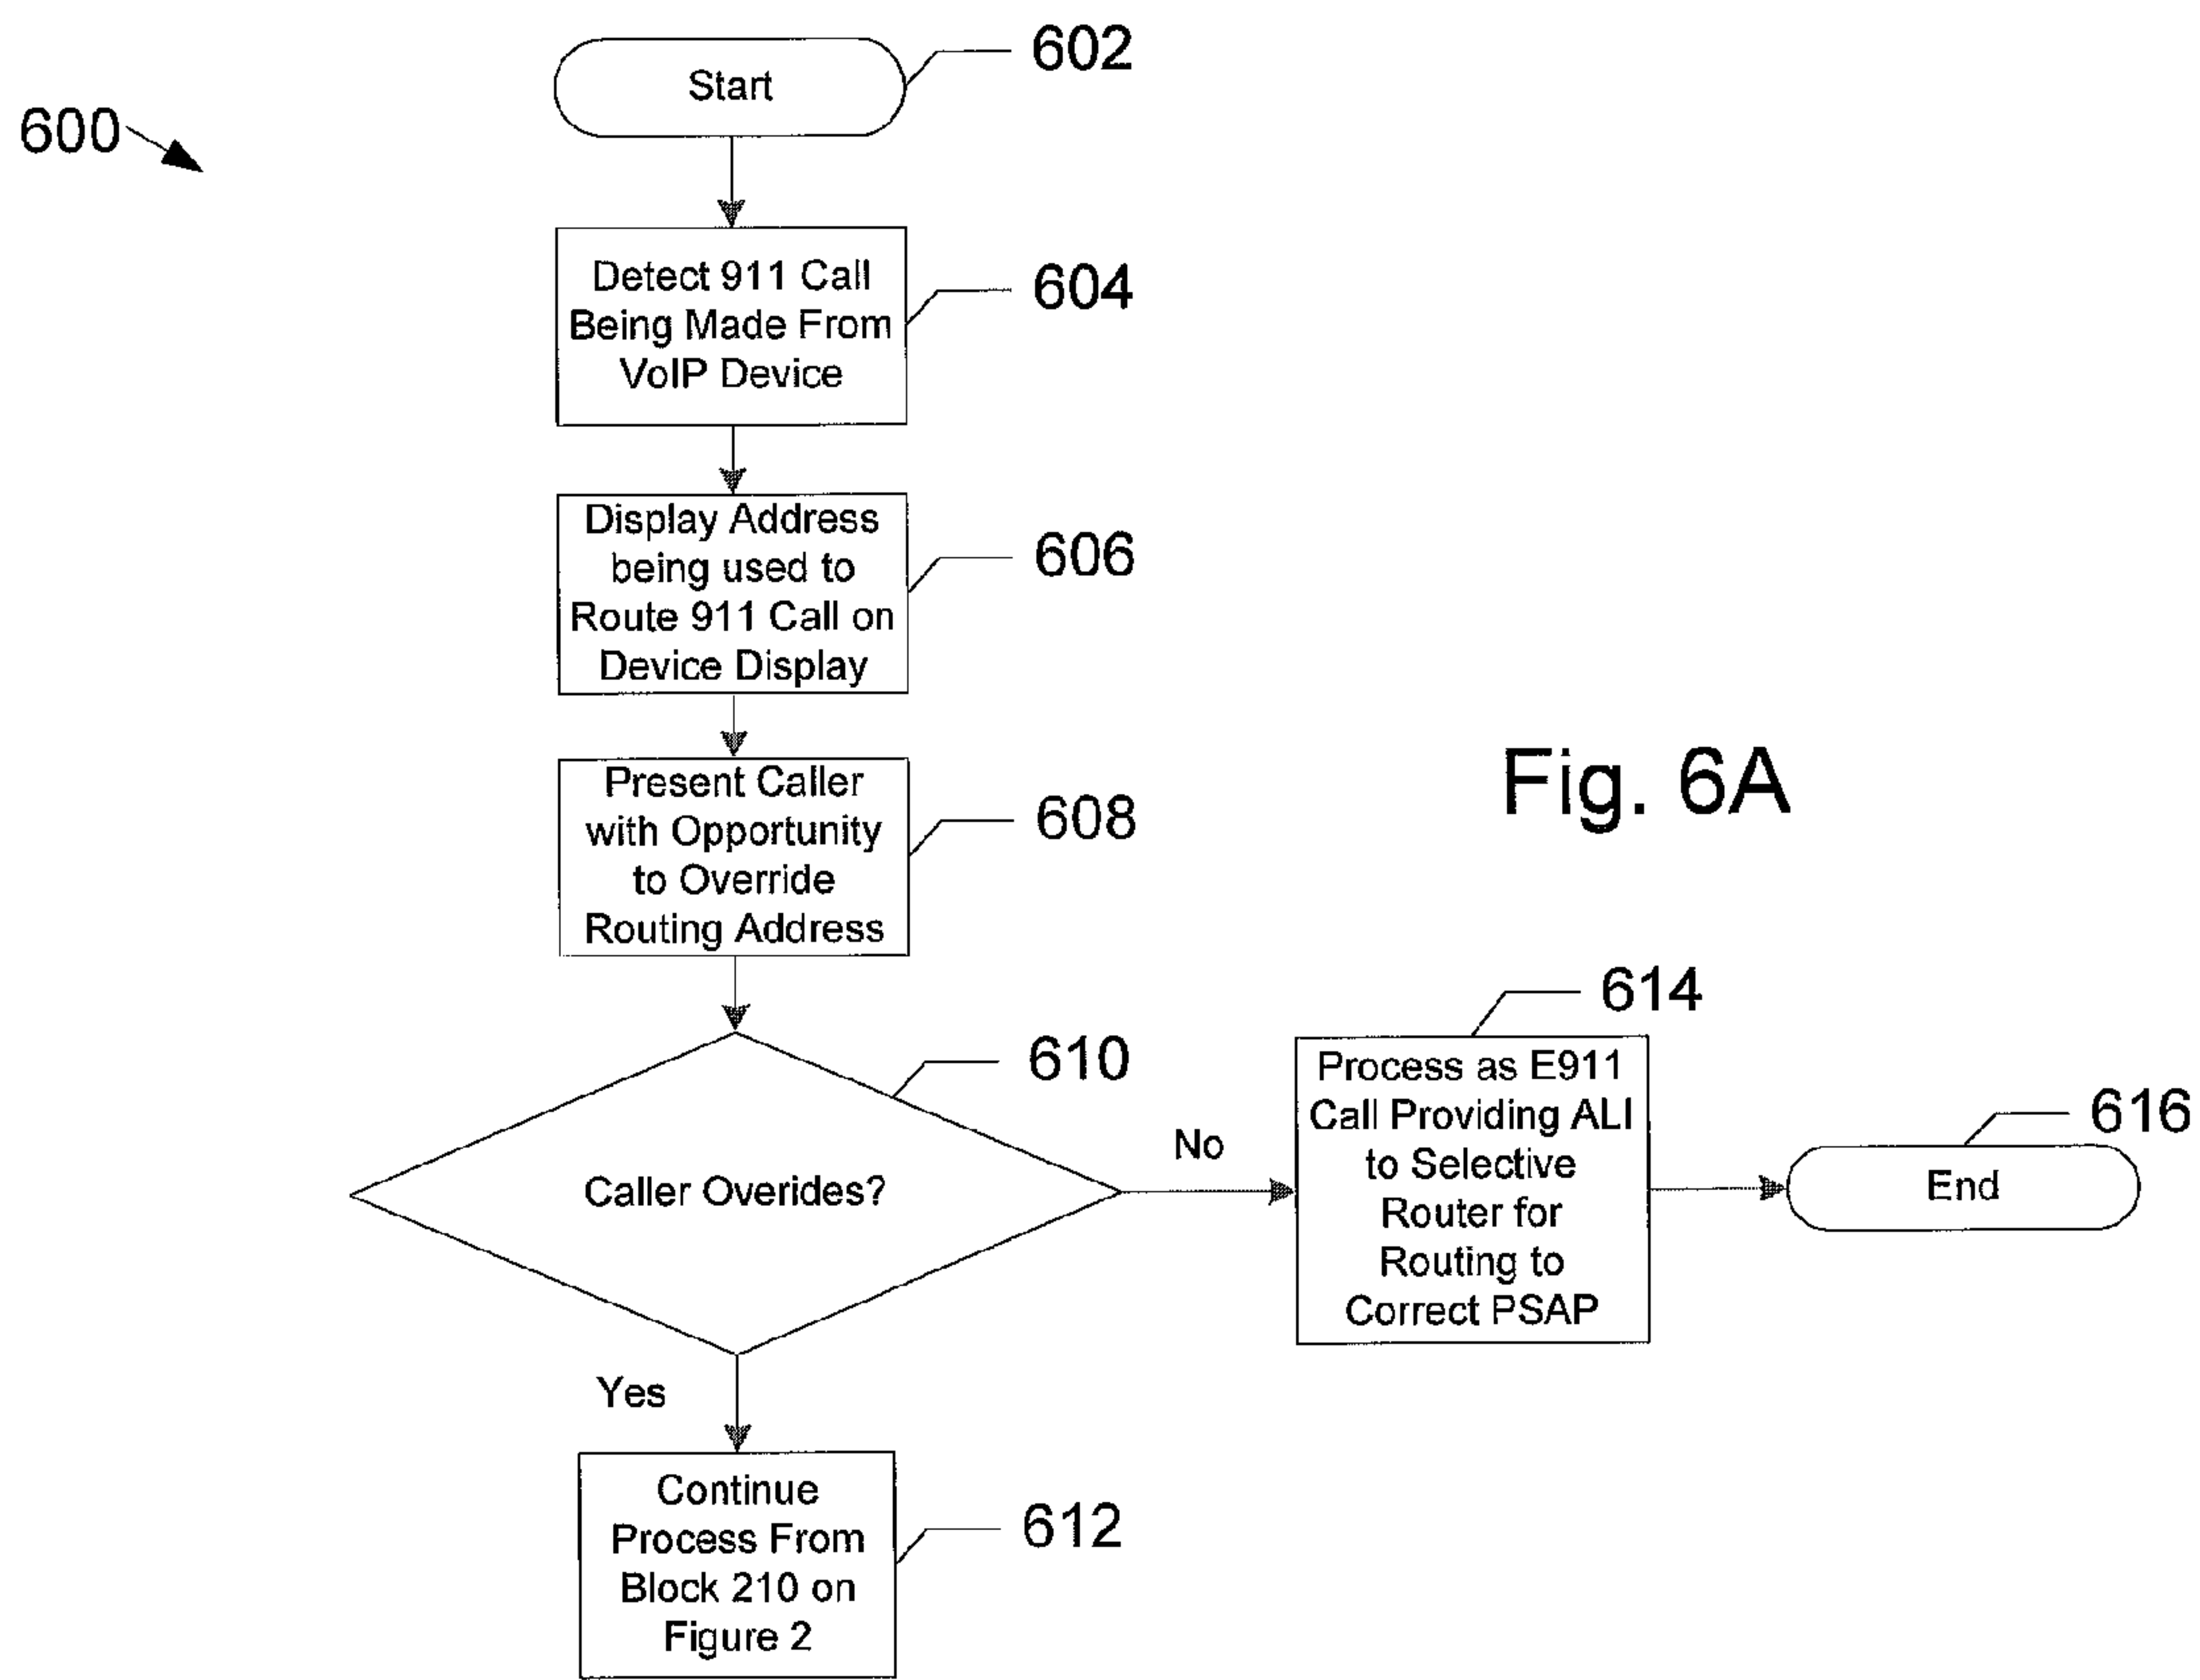 602
Start
600
Detect 911 Call
Being Made From
VoIP Device
604
Display Address
being used to
Route 911 Call on
Device Display
606
Present Caller
with Opportunity
to Override
Routing Address
608
Fig. 6A
610
Caller Overides?
No
614
Process as E911
Call Providing ALI
to Selective
Router for
Routing to
Correct PSAP
616
End
Yes
Continue
Process From
Block 210 on
Figure 2
612